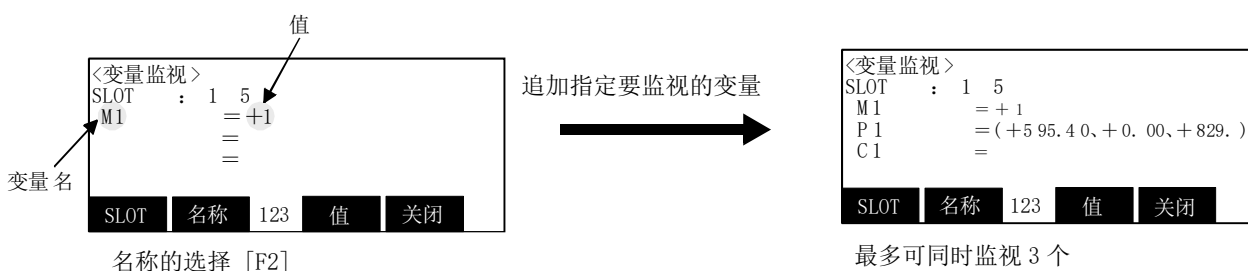 值
<变量监视>
SLOT : 1 5
M1 =+1
=
=
变量名
SLOT 名称 123 值 关闭
名称的选择 [F2]
追加指定要监视的变量
<变量监视>
SLOT : 1 5
M1 =+1
P1 =(+595.40、+0.00、+829.)
C1 =
SLOT 名称 123 值 关闭
最多可同时监视3个